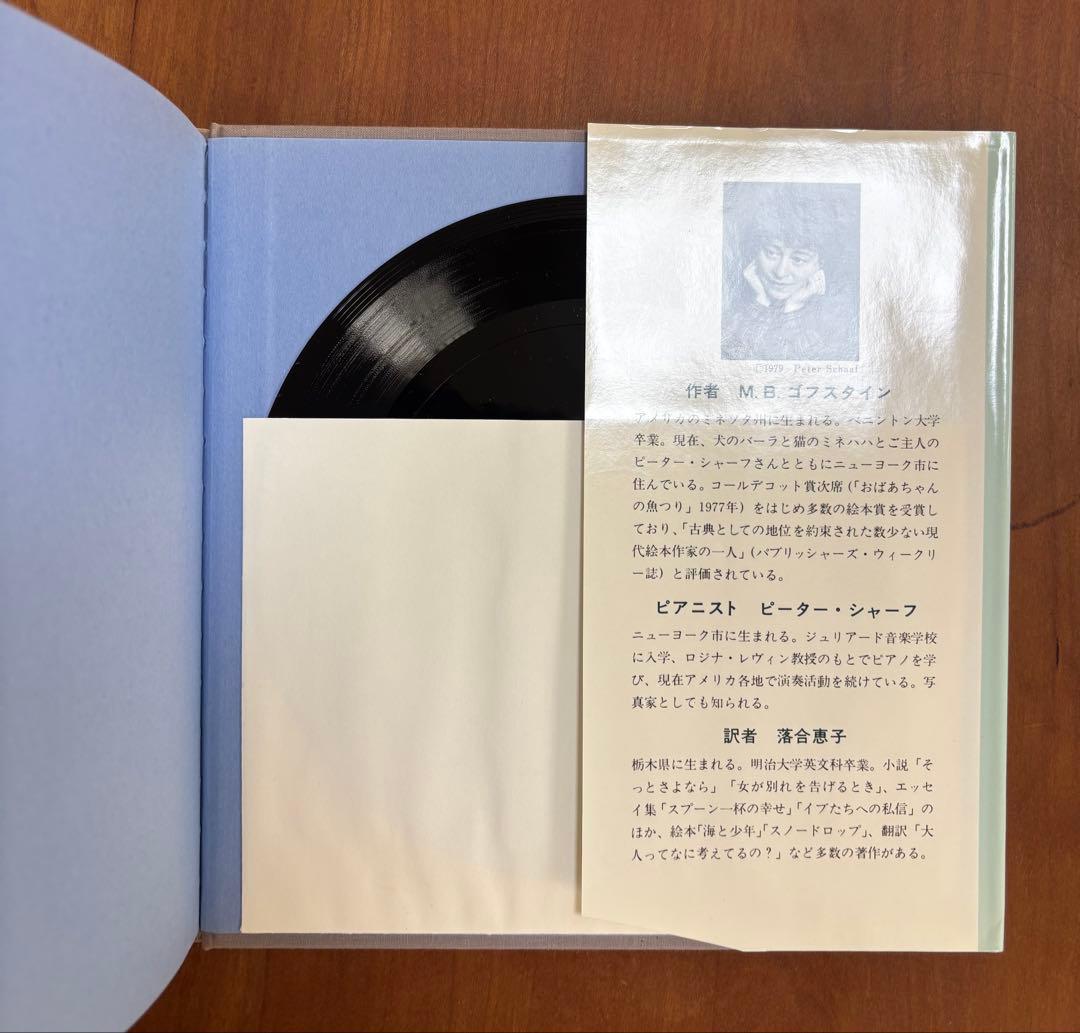 ©1979 Peter Schaaf
作者 M.B.ゴフスタイン
アメリカのミネソタ州に生まれる。ベニントン大学
卒業。現在、犬のバーラと猫のミネハハとご主人の
ピーター・シャーフさんとともにニューヨーク市に
住んでいる。コールデコット賞次席(「おばあちゃん
の魚つり」1977年)をはじめ多数の絵本賞を受賞し
ており、「古典としての地位を約束された数少ない現
代絵本作家の一人」(パブリッシャーズ・ウィークリ
ー誌)と評価されている。
ピアニスト ピーター・シャーフ
ニューヨーク市に生まれる。ジュリアード音楽学校
に入学、ロジナ・レヴィン教授のもとでピアノを学
び、現在アメリカ各地で演奏活動を続けている。写
真家としても知られる。
訳者 落合恵子
栃木県に生まれる。明治大学英文科卒業。小説「そ
っとさよなら」「女が別れを告げるとき」、エッセ
イ集「スプーン一杯の幸せ」「イブたちへの私信」の
ほか、絵本「海と少年」「スノードロップ」、翻訳「大
人ってなに考えてるの?」など多数の著作がある。